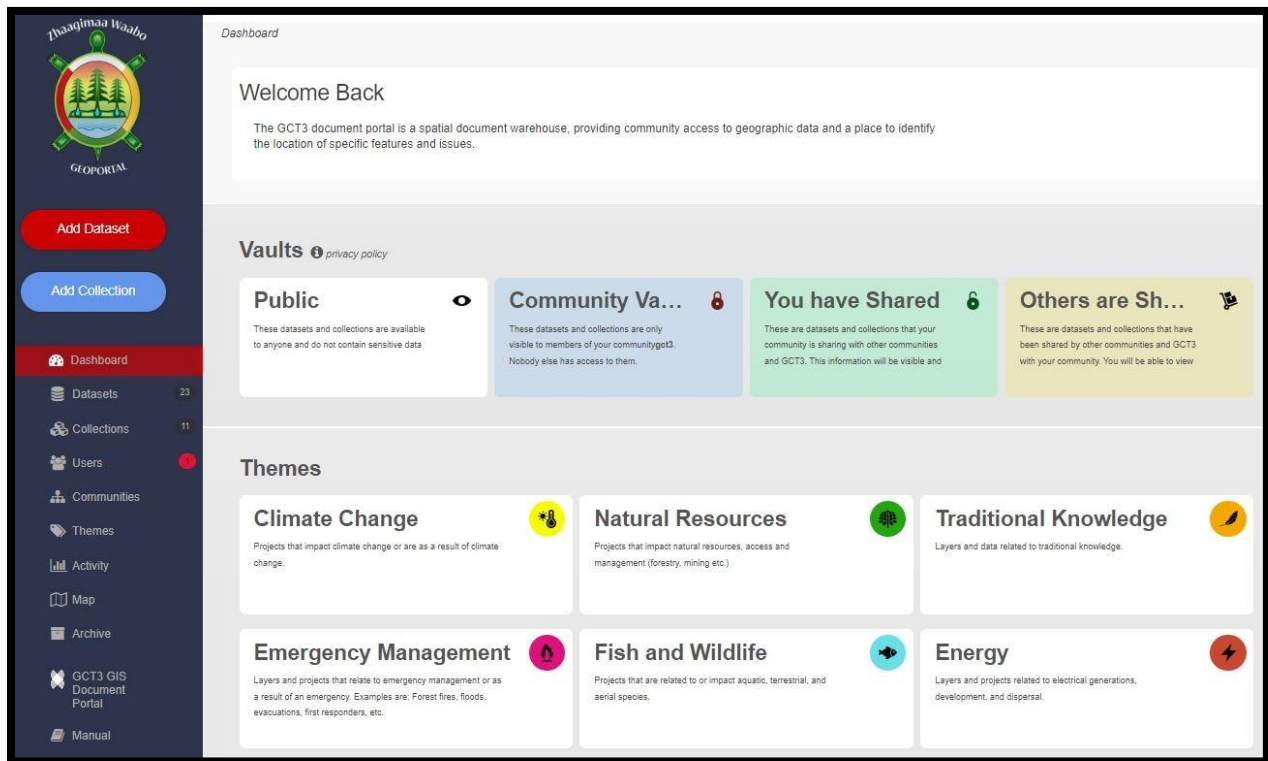 Zhaagimaa Waabo
GEOPORTAL
Add Dataset
Add Collection
Dashboard
Datasets 23
Collections 11
Users 1
Communities
Themes
Activity
Map
Archive
GCT3 GIS
Document
Portal
Manual
Dashboard
Welcome Back
The GCT3 document portal is a spatial document warehouse, providing community access to geographic data and a place to identify
the location of specific features and issues.
Vaults privacy policy
Public
These datasets and collections are available
to anyone and do not contain sensitive data
Community Va...
These datasets and collections are only
visible to members of your communitygct3.
Nobody else has access to them.
You have Shared
These are datasets and collections that your
community is sharing with other communities
and GCT3. This information will be visible and
Others are Sh...
These are datasets and collections that have
been shared by other communities and GCT3
with your community. You will be able to view
Themes
Climate Change
Projects that impact climate change or are as a result of climate
change.
Natural Resources
Projects that impact natural resources, access and
management (forestry, mining etc.)
Traditional Knowledge
Layers and data related to traditional knowledge.
Emergency Management
Layers and projects that relate to emergency management or as
a result of an emergency. Examples are: Forest fires, floods,
evacuations, first responders, etc.
Fish and Wildlife
Projects that are related to or impact aquatic, terrestrial, and
aerial species.
Energy
Layers and projects related to electrical generations,
development, and dispersal.